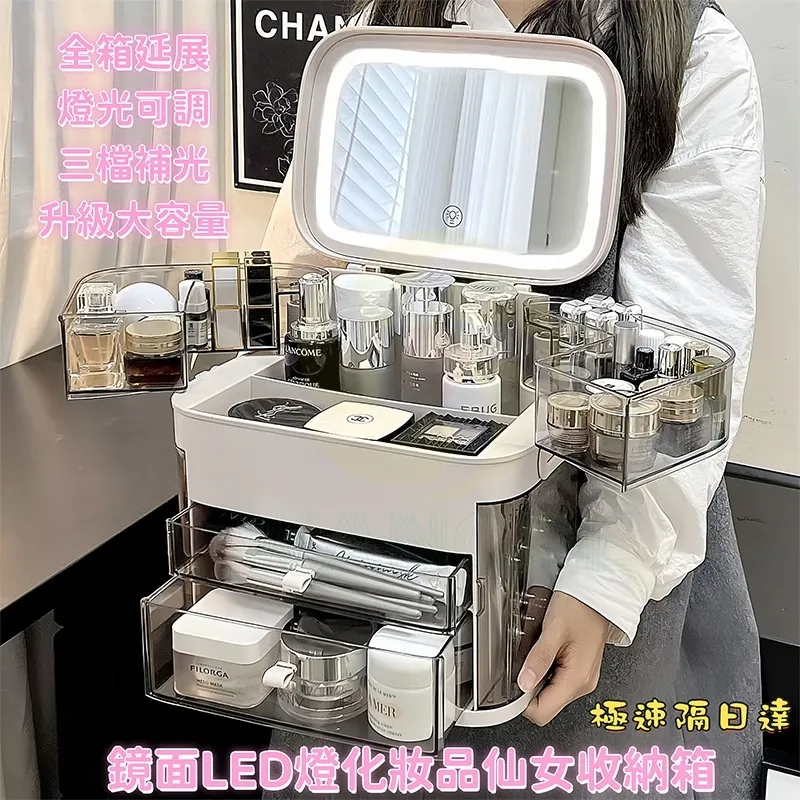 CHAN
全箱延展
燈光可調
三檔補光
升級大容量
LANCOME
FILORGA
極速隔日達
鏡面LED燈化妝品仙女收納箱